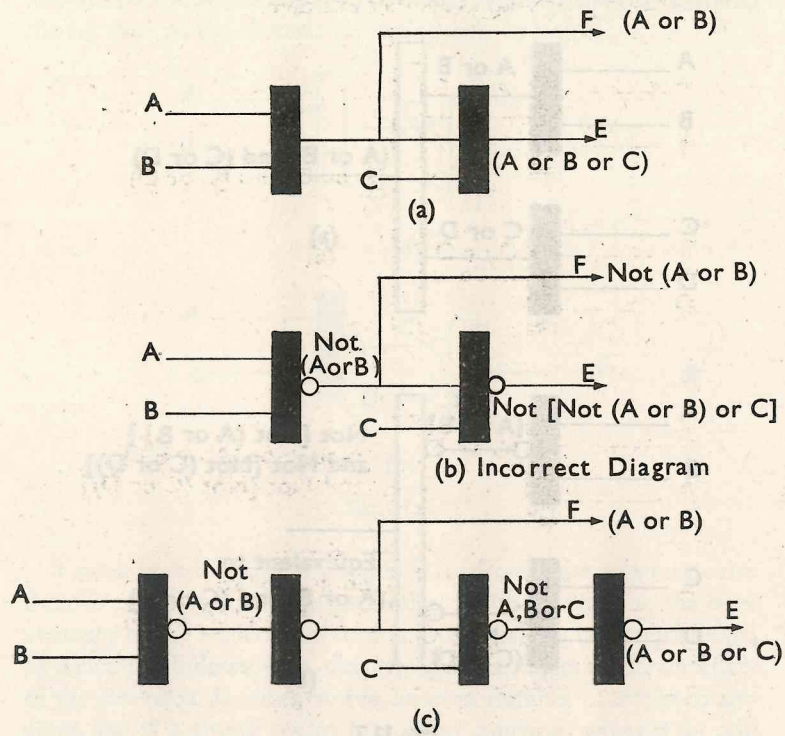 F (A or B)
A
B
E
C
(A or B or C)
(a)
F Not (A or B)
A
Not
(AorB)
B
E
C
Not [Not (A or B) or C]
(b) Incorrect Diagram
F (A or B)
Not
(A or B)
Not
A,BorC
A
B
E
C
(A or B or C)
(c)